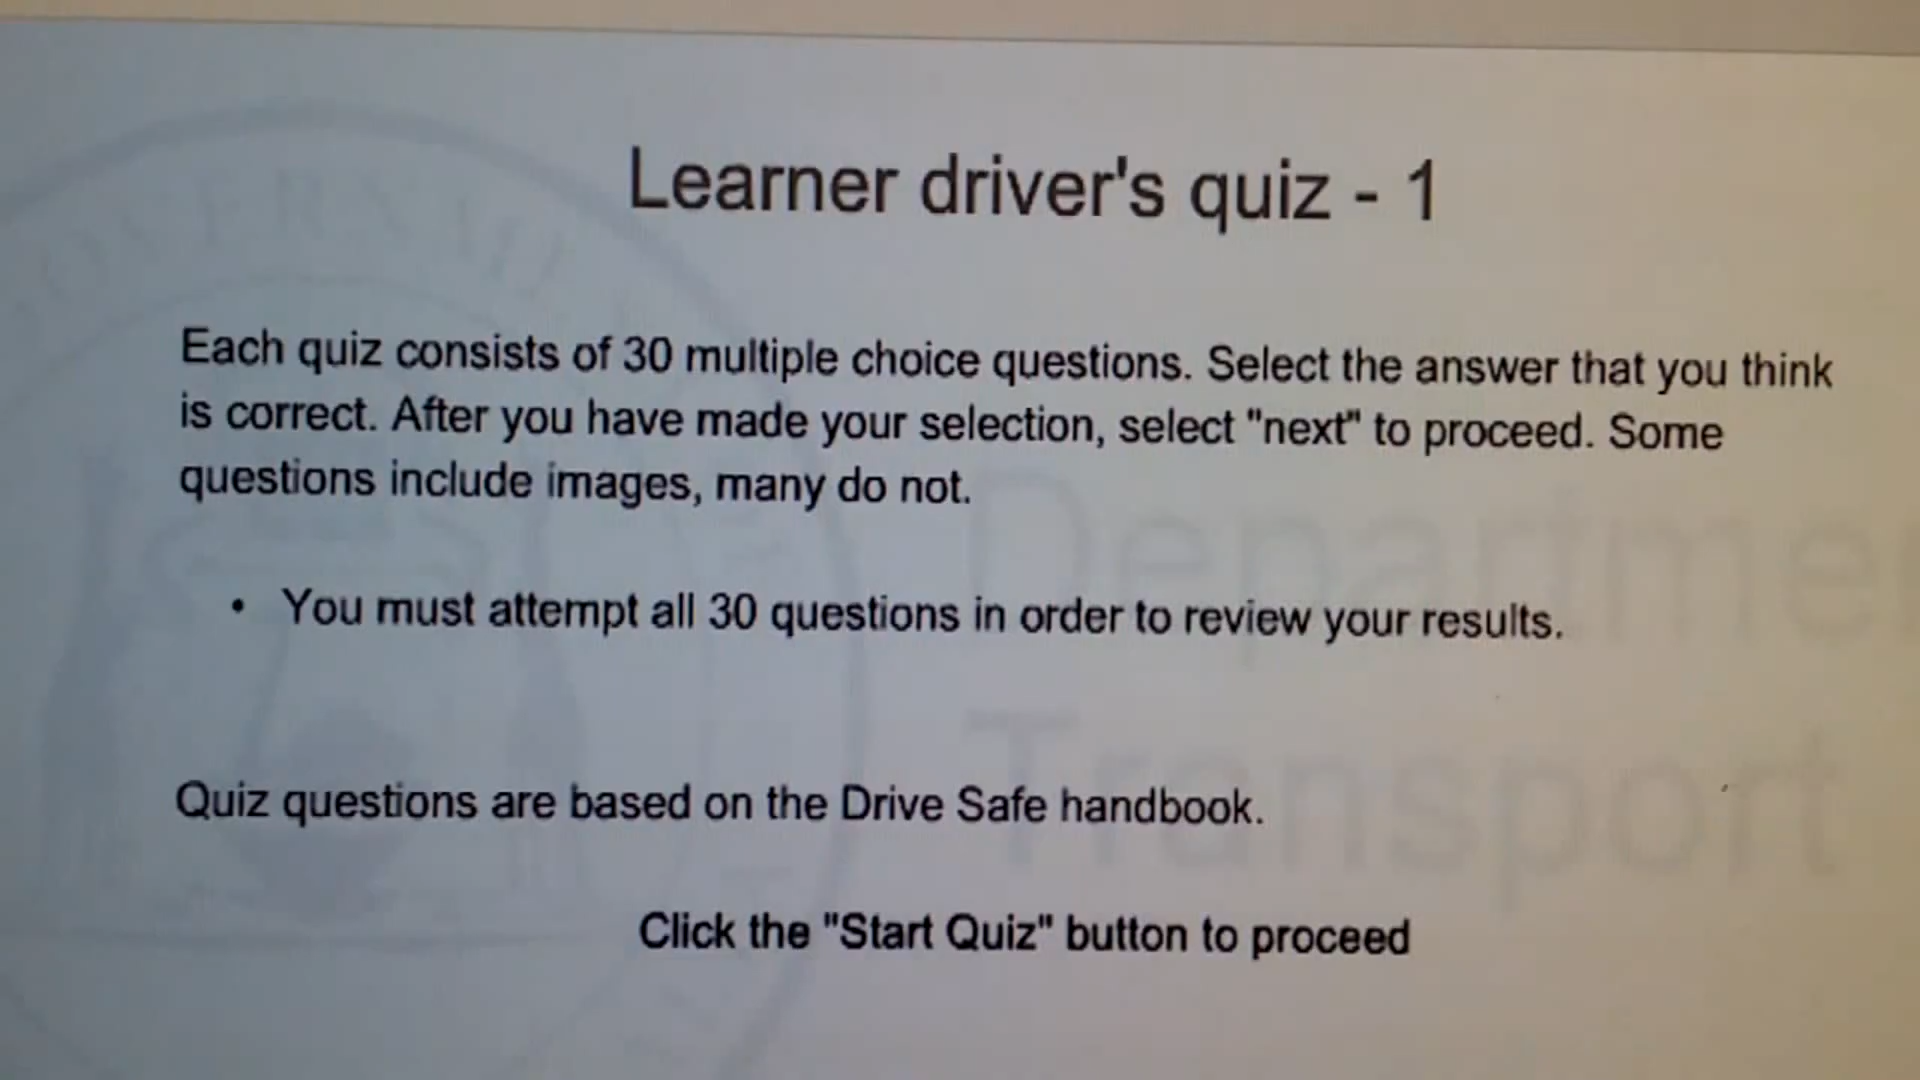 Learner driver's quiz - 1
Each quiz consists of 30 multiple choice questions. Select the answer that you think
is correct. After you have made your selection, select "next" to proceed. Some
questions include images, many do not.
• You must attempt all 30 questions in order to review your results.
Quiz questions are based on the Drive Safe handbook.
Click the "Start Quiz" button to proceed
Transport